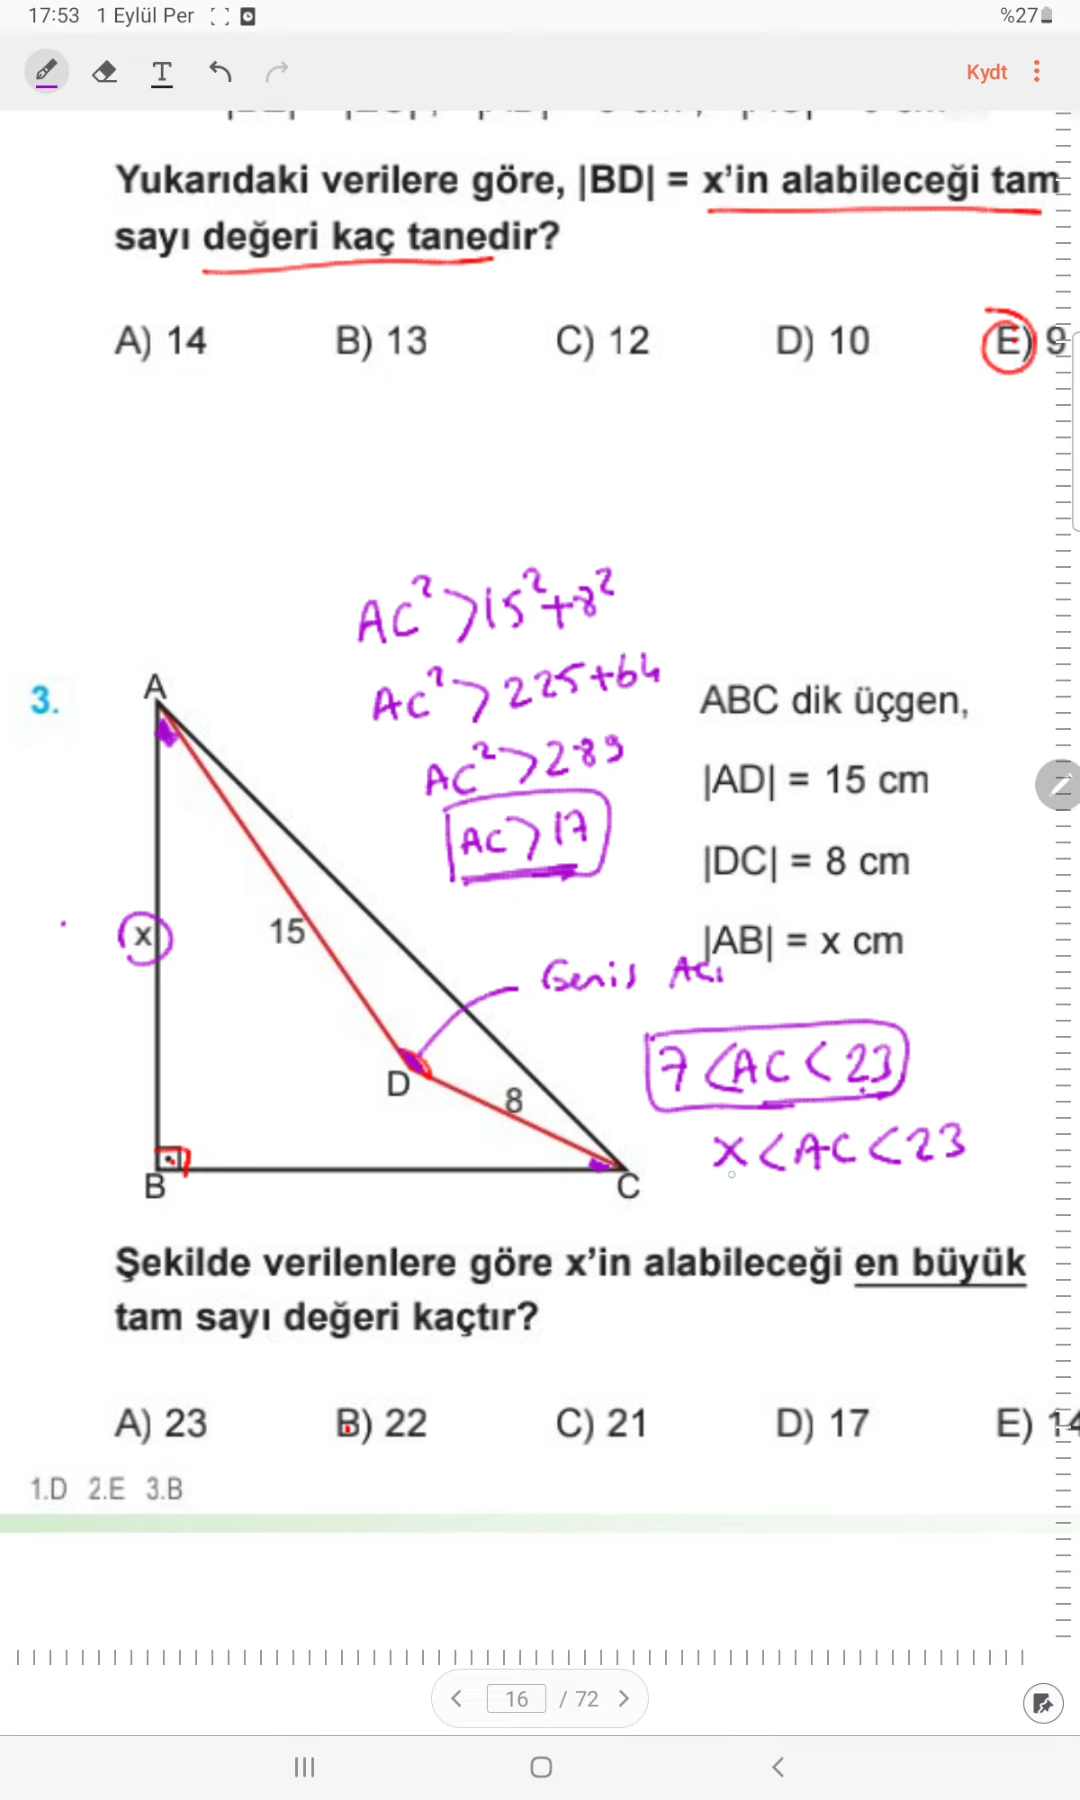 17:53 1 Eylül Per %27
T Kydt
Yukarıdaki verilere göre, |BD| = x'in alabileceği tam
sayı değeri kaç tanedir?
A) 14 B) 13 C) 12 D) 10 E) 9
AC² > 15² + 8²
AC² > 225 + 64
AC² > 289
AC > 17
3.
A
ABC dik üçgen,
|AD| = 15 cm
|DC| = 8 cm
|AB| = x cm
x
15
Geniş Açı
D
8
7 < AC < 23
x < AC < 23
B
C
Şekilde verilenlere göre x'in alabileceği en büyük
tam sayı değeri kaçtır?
A) 23 B) 22 C) 21 D) 17 E) 14
1.D 2.E 3.B
16 / 72